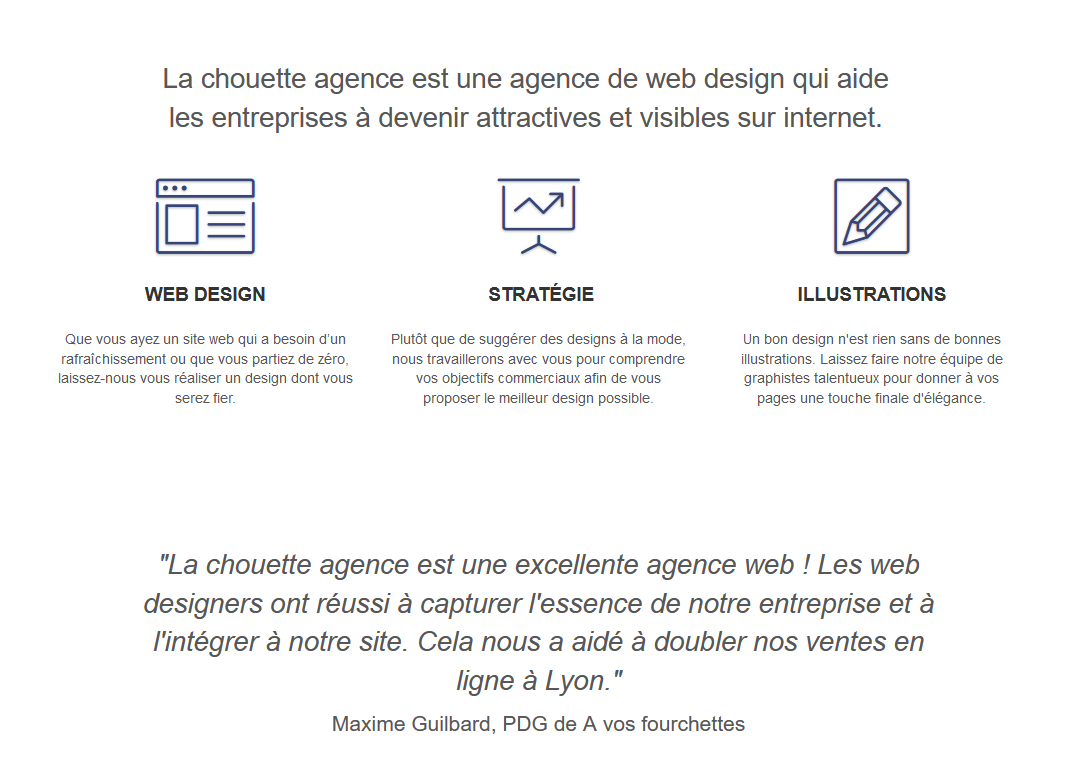 La chouette agence est une agence de web design qui aide
les entreprises à devenir attractives et visibles sur internet.
WEB DESIGN
Que vous ayez un site web qui a besoin d’un
rafraîchissement ou que vous partiez de zéro,
laissez-nous vous réaliser un design dont vous
serez fier.
STRATÉGIE
Plutôt que de suggérer des designs à la mode,
nous travaillerons avec vous pour comprendre
vos objectifs commerciaux afin de vous
proposer le meilleur design possible.
ILLUSTRATIONS
Un bon design n'est rien sans de bonnes
illustrations. Laissez faire notre équipe de
graphistes talentueux pour donner à vos
pages une touche finale d'élégance.
"La chouette agence est une excellente agence web ! Les web
designers ont réussi à capturer l'essence de notre entreprise et à
l'intégrer à notre site. Cela nous a aidé à doubler nos ventes en
ligne à Lyon."
Maxime Guilbard, PDG de A vos fourchettes